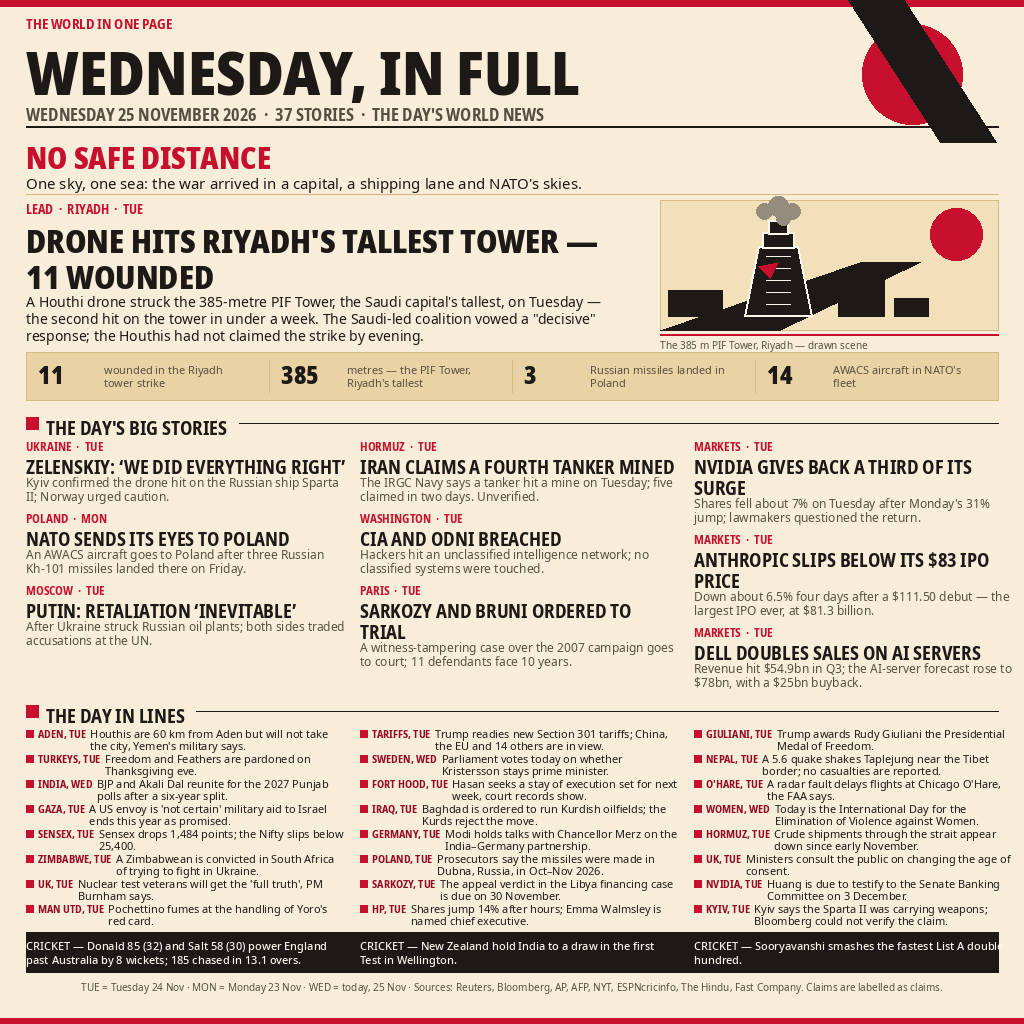 THE WORLD IN ONE PAGE
WEDNESDAY, IN FULL
WEDNESDAY 25 NOVEMBER 2026 · 37 STORIES · THE DAY'S WORLD NEWS
NO SAFE DISTANCE
One sky, one sea: the war arrived in a capital, a shipping lane and NATO's skies.
LEAD · RIYADH · TUE
DRONE HITS RIYADH'S TALLEST TOWER —
11 WOUNDED
A Houthi drone struck the 385-metre PIF Tower, the Saudi capital's tallest, on Tuesday —
the second hit on the tower in under a week. The Saudi-led coalition vowed a "decisive"
response; the Houthis had not claimed the strike by evening.
The 385 m PIF Tower, Riyadh — drawn scene
11
wounded in the Riyadh
tower strike
385
metres — the PIF Tower,
Riyadh's tallest
3
Russian missiles landed in
Poland
14
AWACS aircraft in NATO's
fleet
THE DAY'S BIG STORIES
UKRAINE · TUE
ZELENSKIY: ‘WE DID EVERYTHING RIGHT’
Kyiv confirmed the drone hit on the Russian ship Sparta
II; Norway urged caution.
POLAND · MON
NATO SENDS ITS EYES TO POLAND
An AWACS aircraft goes to Poland after three Russian
Kh-101 missiles landed there on Friday.
MOSCOW · TUE
PUTIN: RETALIATION ‘INEVITABLE’
After Ukraine struck Russian oil plants; both sides traded
accusations at the UN.
HORMUZ · TUE
IRAN CLAIMS A FOURTH TANKER MINED
The IRGC Navy says a tanker hit a mine on Tuesday; five
claimed in two days. Unverified.
WASHINGTON · TUE
CIA AND ODNI BREACHED
Hackers hit an unclassified intelligence network; no
classified systems were touched.
PARIS · TUE
SARKOZY AND BRUNI ORDERED TO
TRIAL
A witness-tampering case over the 2007 campaign goes
to court; 11 defendants face 10 years.
MARKETS · TUE
NVIDIA GIVES BACK A THIRD OF ITS
SURGE
Shares fell about 7% on Tuesday after Monday's 31%
jump; lawmakers questioned the return.
MARKETS · TUE
ANTHROPIC SLIPS BELOW ITS $83 IPO
PRICE
Down about 6.5% four days after a $111.50 debut — the
largest IPO ever, at $81.3 billion.
MARKETS · TUE
DELL DOUBLES SALES ON AI SERVERS
Revenue hit $54.9bn in Q3; the AI-server forecast rose to
$78bn, with a $25bn buyback.
THE DAY IN LINES
ADEN, TUE Houthis are 60 km from Aden but will not take
the city, Yemen's military says.
TURKEYS, TUE Freedom and Feathers are pardoned on
Thanksgiving eve.
INDIA, WED BJP and Akali Dal reunite for the 2027 Punjab
polls after a six-year split.
GAZA, TUE A US envoy is 'not certain' military aid to Israel
ends this year as promised.
SENSEX, TUE Sensex drops 1,484 points; the Nifty slips below
25,400.
ZIMBABWE, TUE A Zimbabwean is convicted in South Africa
of trying to fight in Ukraine.
UK, TUE Nuclear test veterans will get the 'full truth', PM
Burnham says.
MAN UTD, TUE Pochettino fumes at the handling of Yoro's
red card.
TARIFFS, TUE Trump readies new Section 301 tariffs; China,
the EU and 14 others are in view.
SWEDEN, WED Parliament votes today on whether
Kristersson stays prime minister.
FORT HOOD, TUE Hasan seeks a stay of execution set for next
week, court records show.
IRAQ, TUE Baghdad is ordered to run Kurdish oilfields; the
Kurds reject the move.
GERMANY, TUE Modi holds talks with Chancellor Merz on the
India–Germany partnership.
POLAND, TUE Prosecutors say the missiles were made in
Dubna, Russia, in Oct–Nov 2026.
SARKOZY, TUE The appeal verdict in the Libya financing case
is due on 30 November.
HP, TUE Shares jump 14% after hours; Emma Walmsley is
named chief executive.
GIULIANI, TUE Trump awards Rudy Giuliani the Presidential
Medal of Freedom.
NEPAL, TUE A 5.6 quake shakes Taplejung near the Tibet
border; no casualties are reported.
O'HARE, TUE A radar fault delays flights at Chicago O'Hare,
the FAA says.
WOMEN, WED Today is the International Day for the
Elimination of Violence against Women.
HORMUZ, TUE Crude shipments through the strait appear
down since early November.
UK, TUE Ministers consult the public on changing the age of
consent.
NVIDIA, TUE Huang is due to testify to the Senate Banking
Committee on 3 December.
KYIV, TUE Kyiv says the Sparta II was carrying weapons;
Bloomberg could not verify the claim.
CRICKET — Donald 85 (32) and Salt 58 (30) power England
past Australia by 8 wickets; 185 chased in 13.1 overs.
CRICKET — New Zealand hold India to a draw in the first
Test in Wellington.
CRICKET — Sooryavanshi smashes the fastest List A double
hundred.
TUE = Tuesday 24 Nov · MON = Monday 23 Nov · WED = today, 25 Nov · Sources: Reuters, Bloomberg, AP, AFP, NYT, ESPNcricinfo, The Hindu, Fast Company. Claims are labelled as claims.